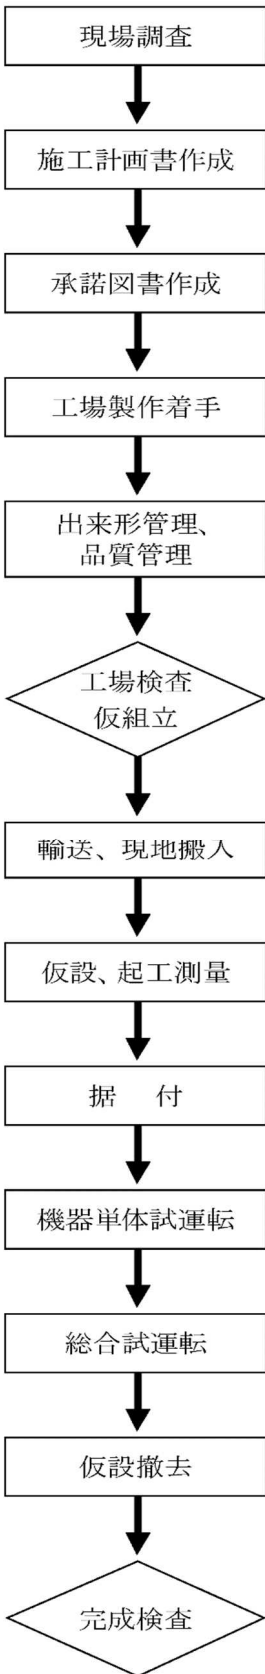 現場調査
施工計画書作成
承諾図書作成
工場製作着手
出来形管理、
品質管理
工場検査
仮組立
輸送、現地搬入
仮設、起工測量
据　付
機器単体試運転
総合試運転
仮設撤去
完成検査